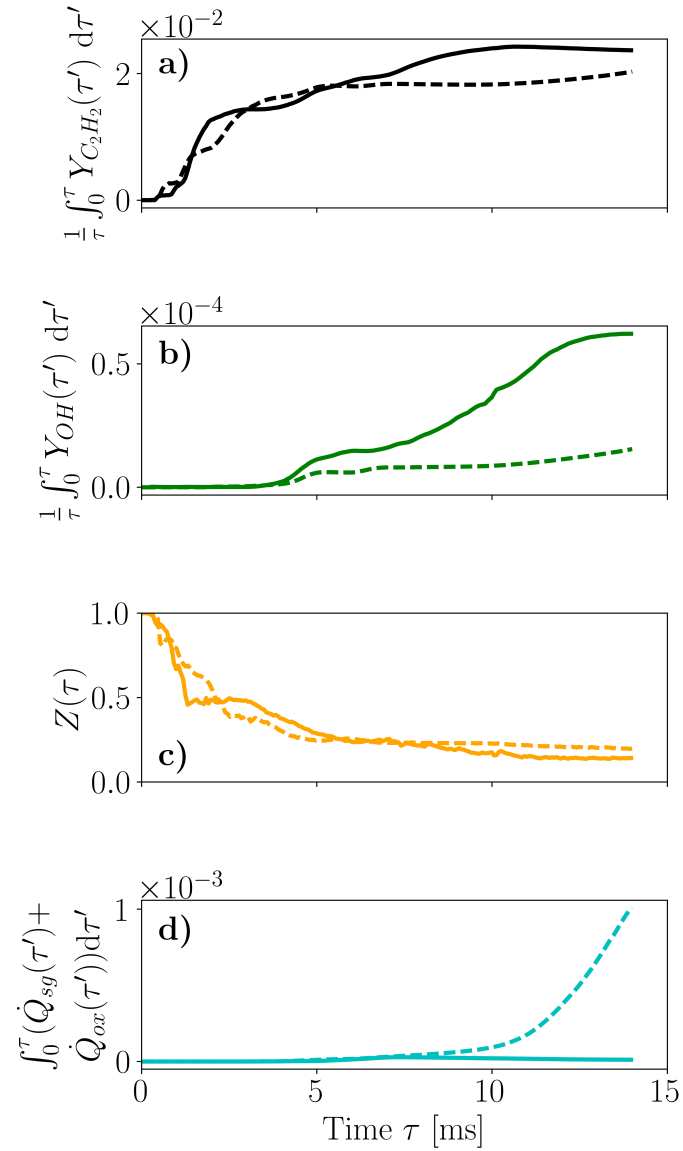 ×10⁻²
a)
2
0
1/τ ∫₀^τ Y_{C₂H₂}(τ′) dτ′
×10⁻⁴
b)
0.5
0.0
1/τ ∫₀^τ Y_{OH}(τ′) dτ′
1.0
0.5
0.0
Z(τ)
c)
×10⁻³
d)
1
0
∫₀^τ(Q̇_{sg}(τ′)+
Q̇_{ox}(τ′))dτ′
0 5 10 15
Time τ [ms]